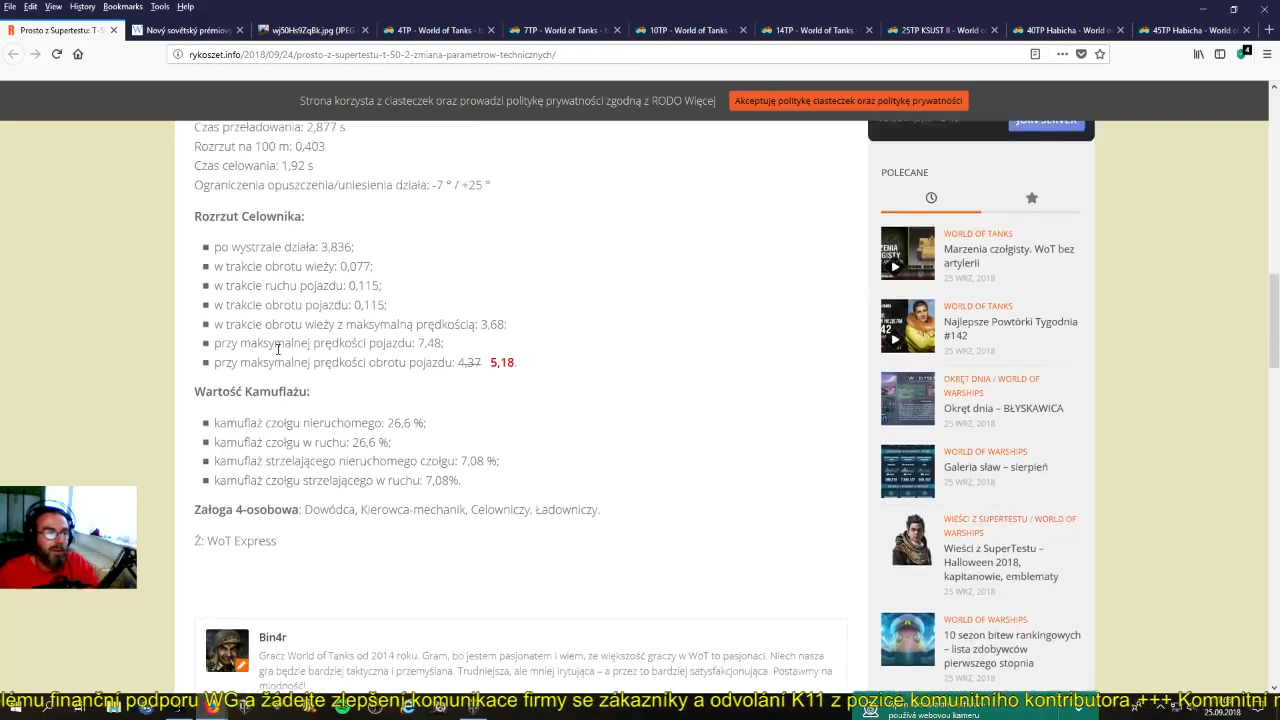 File Edit View History Bookmarks Tools Help
Prosto z Supertestu: T-50
Nový sovětský prémiový
wj50Hs9ZqBk.jpg (JPEG
4TP - World of Tanks - ta
7TP - World of Tanks - ta
10TP - World of Tanks
14TP - World of Tanks
25TP KSUST II - World o
40TP Habicha - World o
45TP Habicha - World of
rykoszet.info/2018/09/24/prosto-z-supertestu-t-50-2-zmiana-parametrow-technicznych/
4
Strona korzysta z ciasteczek oraz prowadzi politykę prywatności zgodną z RODO Więcej
Akceptuję politykę ciasteczek oraz politykę prywatności
Czas przeładowania: 2,877 s
Rozrzut na 100 m: 0,403
Czas celowania: 1,92 s
Ograniczenia opuszczenia/uniesienia działa: -7 ° / +25 °
Rozrzut Celownika:
po wystrzale działa: 3,836;
w trakcie obrotu wieży: 0,077;
w trakcie ruchu pojazdu: 0,115;
w trakcie obrotu pojazdu: 0,115;
w trakcie obrotu wieży z maksymalną prędkością: 3,68;
przy maksymalnej prędkości pojazdu: 7,48;
przy maksymalnej prędkości obrotu pojazdu: 4,37 5,18.
Wartość Kamuflażu:
kamuflaż czołgu nieruchomego: 26,6 %;
kamuflaż czołgu w ruchu: 26,6 %;
kamuflaż strzelającego nieruchomego czołgu: 7,08 %;
kamuflaż czołgu strzelającego w ruchu: 7,08%.
Załoga 4-osobowa: Dowódca, Kierowca-mechanik, Celowniczy, Ładowniczy.
Ź: WoT Express
Bin4r
Gracz World of Tanks od 2014 roku. Gram, bo jestem pasjonatem i wiem, że większość graczy w WoT to pasjonaci. Niech nasza
gra będzie bardziej taktyczna i przemyślana. Trudniejsza, ale mniej irytująca – a przez to bardziej satysfakcjonująca. Postawmy na
miodność!
JOIN SERVER
POLECANE
WORLD OF TANKS
Marzenia czołgisty. WoT bez
artylerii
25 WRZ, 2018
WORLD OF TANKS
Najlepsze Powtórki Tygodnia
#142
25 WRZ, 2018
OKRĘT DNIA / WORLD OF
WARSHIPS
Okręt dnia – BŁYSKAWICA
25 WRZ, 2018
WORLD OF WARSHIPS
Galeria sław – sierpień
25 WRZ, 2018
WIEŚCI Z SUPERTESTU / WORLD OF
WARSHIPS
Wieści z SuperTestu –
Halloween 2018,
kapitanowie, emblematy
25 WRZ, 2018
WORLD OF WARSHIPS
10 sezon bitew rankingowych
– lista zdobywców
pierwszego stopnia
25 WRZ, 2018
lému finanční podporu WG a žádejte zlepšení komunikace firmy se zákazníky a odvolání K11 z pozice komunitního kontributora, +++ Komunitní
používá webovou kameru
25.09.2018